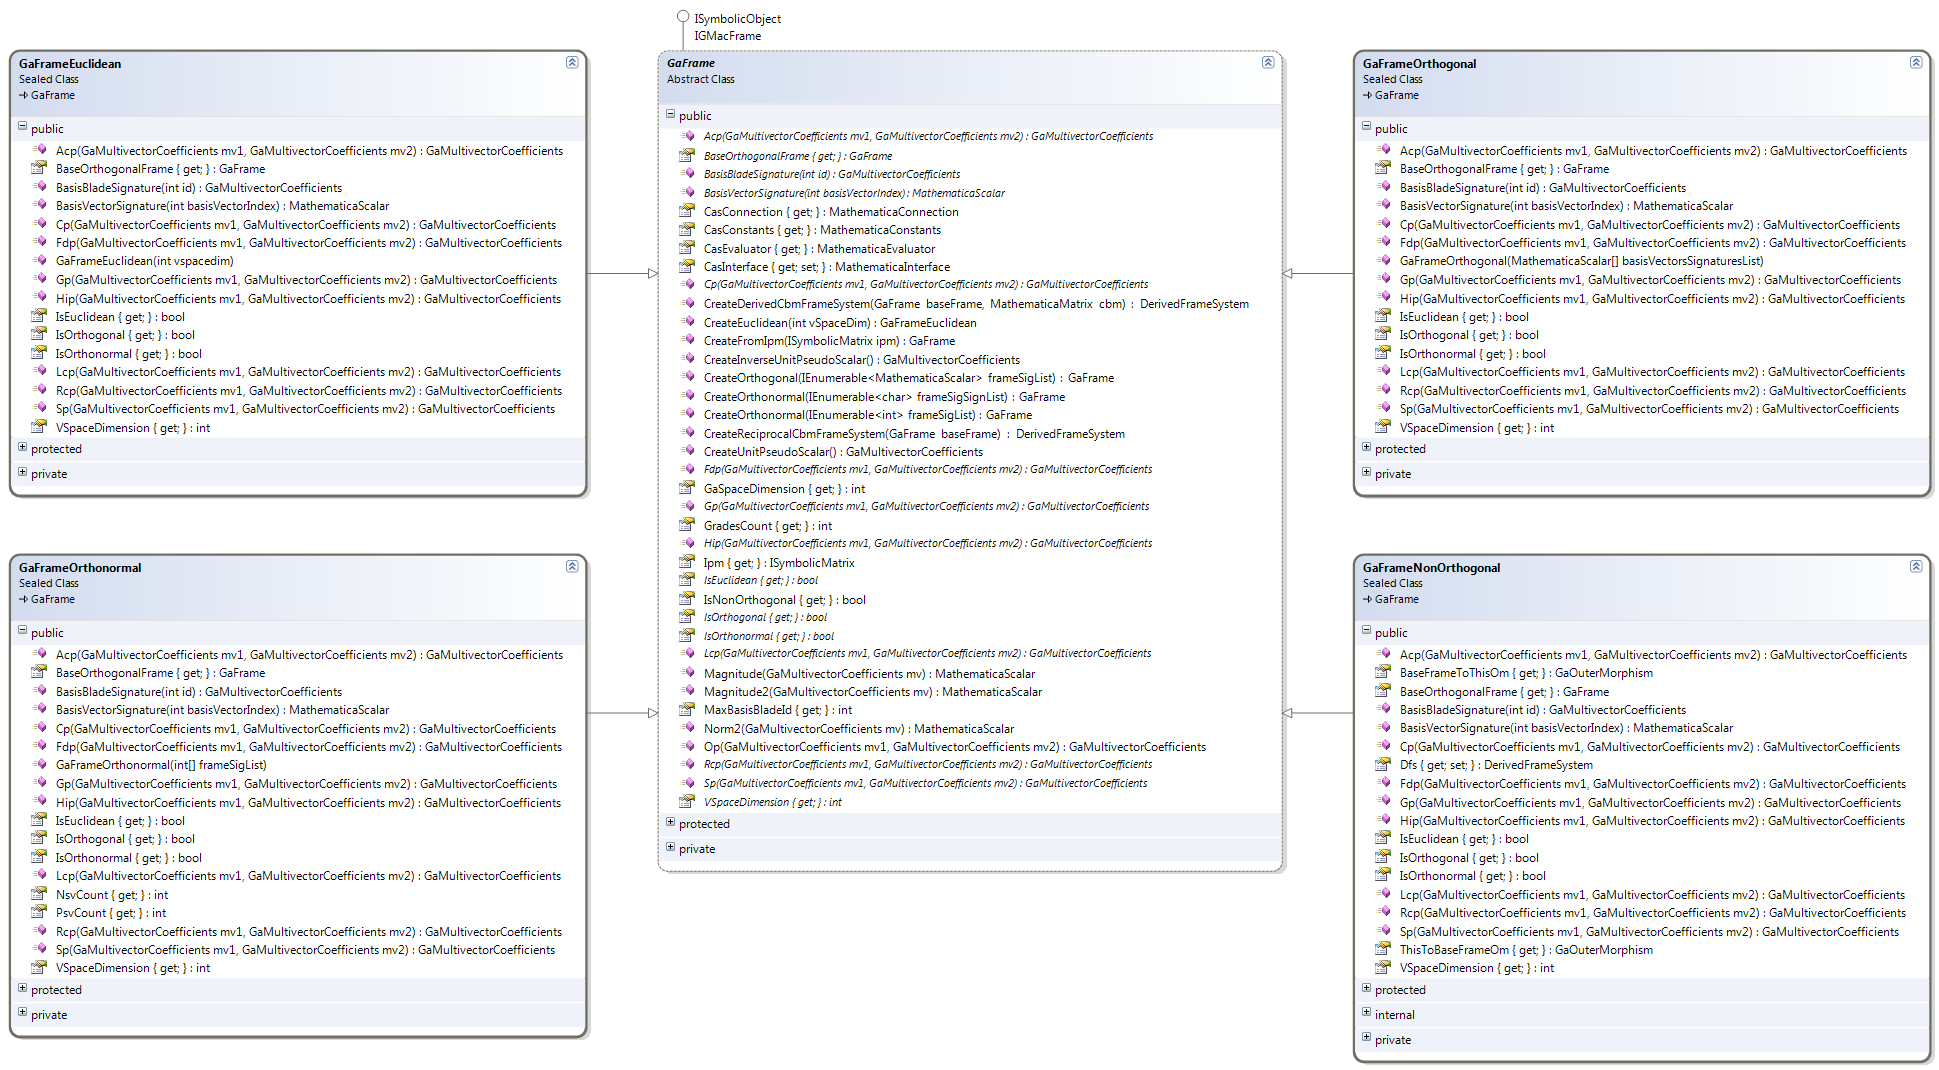 ISymbolicObject
IGMacFrame
GaFrameEuclidean
Sealed Class
GaFrame
public
Acp(GaMultivectorCoefficients mv1, GaMultivectorCoefficients mv2) : GaMultivectorCoefficients
BaseOrthogonalFrame { get; } : GaFrame
BasisBladeSignature(int id) : GaMultivectorCoefficients
BasisVectorSignature(int basisVectorIndex) : MathematicaScalar
Cp(GaMultivectorCoefficients mv1, GaMultivectorCoefficients mv2) : GaMultivectorCoefficients
Fdp(GaMultivectorCoefficients mv1, GaMultivectorCoefficients mv2) : GaMultivectorCoefficients
GaFrameEuclidean(int vspacedim)
Gp(GaMultivectorCoefficients mv1, GaMultivectorCoefficients mv2) : GaMultivectorCoefficients
Hip(GaMultivectorCoefficients mv1, GaMultivectorCoefficients mv2) : GaMultivectorCoefficients
IsEuclidean { get; } : bool
IsOrthogonal { get; } : bool
IsOrthonormal { get; } : bool
Lcp(GaMultivectorCoefficients mv1, GaMultivectorCoefficients mv2) : GaMultivectorCoefficients
Rcp(GaMultivectorCoefficients mv1, GaMultivectorCoefficients mv2) : GaMultivectorCoefficients
Sp(GaMultivectorCoefficients mv1, GaMultivectorCoefficients mv2) : GaMultivectorCoefficients
VSpaceDimension { get; } : int
protected
private
GaFrameOrthonormal
Sealed Class
GaFrame
public
Acp(GaMultivectorCoefficients mv1, GaMultivectorCoefficients mv2) : GaMultivectorCoefficients
BaseOrthogonalFrame { get; } : GaFrame
BasisBladeSignature(int id) : GaMultivectorCoefficients
BasisVectorSignature(int basisVectorIndex) : MathematicaScalar
Cp(GaMultivectorCoefficients mv1, GaMultivectorCoefficients mv2) : GaMultivectorCoefficients
Fdp(GaMultivectorCoefficients mv1, GaMultivectorCoefficients mv2) : GaMultivectorCoefficients
GaFrameOrthonormal(int[] frameSigList)
Gp(GaMultivectorCoefficients mv1, GaMultivectorCoefficients mv2) : GaMultivectorCoefficients
Hip(GaMultivectorCoefficients mv1, GaMultivectorCoefficients mv2) : GaMultivectorCoefficients
IsEuclidean { get; } : bool
IsOrthogonal { get; } : bool
IsOrthonormal { get; } : bool
Lcp(GaMultivectorCoefficients mv1, GaMultivectorCoefficients mv2) : GaMultivectorCoefficients
NsvCount { get; } : int
PsvCount { get; } : int
Rcp(GaMultivectorCoefficients mv1, GaMultivectorCoefficients mv2) : GaMultivectorCoefficients
Sp(GaMultivectorCoefficients mv1, GaMultivectorCoefficients mv2) : GaMultivectorCoefficients
VSpaceDimension { get; } : int
protected
private
GaFrame
Abstract Class
public
Acp(GaMultivectorCoefficients mv1, GaMultivectorCoefficients mv2) : GaMultivectorCoefficients
BaseOrthogonalFrame { get; } : GaFrame
BasisBladeSignature(int id) : GaMultivectorCoefficients
BasisVectorSignature(int basisVectorIndex): MathematicaScalar
CasConnection { get; } : MathematicaConnection
CasConstants { get; } : MathematicaConstants
CasEvaluator { get; } : MathematicaEvaluator
CasInterface { get; set; } : MathematicaInterface
Cp(GaMultivectorCoefficients mv1, GaMultivectorCoefficients mv2) : GaMultivectorCoefficients
CreateDerivedCbmFrameSystem(GaFrame baseFrame, MathematicaMatrix cbm) : DerivedFrameSystem
CreateEuclidean(int vSpaceDim) : GaFrameEuclidean
CreateFromIpm(ISymbolicMatrix ipm) : GaFrame
CreateInverseUnitPseudoScalar() : GaMultivectorCoefficients
CreateOrthogonal(IEnumerable<MathematicaScalar> frameSigList) : GaFrame
CreateOrthonormal(IEnumerable<char> frameSigSignList) : GaFrame
CreateOrthonormal(IEnumerable<int> frameSigList) : GaFrame
CreateReciprocalCbmFrameSystem(GaFrame baseFrame) : DerivedFrameSystem
CreateUnitPseudoScalar() : GaMultivectorCoefficients
Fdp(GaMultivectorCoefficients mv1, GaMultivectorCoefficients mv2) : GaMultivectorCoefficients
GaSpaceDimension { get; } : int
Gp(GaMultivectorCoefficients mv1, GaMultivectorCoefficients mv2) : GaMultivectorCoefficients
GradesCount { get; } : int
Hip(GaMultivectorCoefficients mv1, GaMultivectorCoefficients mv2) : GaMultivectorCoefficients
Ipm { get; } : ISymbolicMatrix
IsEuclidean { get; } : bool
IsNonOrthogonal { get; } : bool
IsOrthogonal { get; } : bool
IsOrthonormal { get; } : bool
Lcp(GaMultivectorCoefficients mv1, GaMultivectorCoefficients mv2) : GaMultivectorCoefficients
Magnitude(GaMultivectorCoefficients mv) : MathematicaScalar
Magnitude2(GaMultivectorCoefficients mv) : MathematicaScalar
MaxBasisBladeId { get; } : int
Norm2(GaMultivectorCoefficients mv) : MathematicaScalar
Op(GaMultivectorCoefficients mv1, GaMultivectorCoefficients mv2) : GaMultivectorCoefficients
Rcp(GaMultivectorCoefficients mv1, GaMultivectorCoefficients mv2) : GaMultivectorCoefficients
Sp(GaMultivectorCoefficients mv1, GaMultivectorCoefficients mv2) : GaMultivectorCoefficients
VSpaceDimension { get; } : int
protected
private
GaFrameOrthogonal
Sealed Class
GaFrame
public
Acp(GaMultivectorCoefficients mv1, GaMultivectorCoefficients mv2) : GaMultivectorCoefficients
BaseOrthogonalFrame { get; } : GaFrame
BasisBladeSignature(int id) : GaMultivectorCoefficients
BasisVectorSignature(int basisVectorIndex) : MathematicaScalar
Cp(GaMultivectorCoefficients mv1, GaMultivectorCoefficients mv2) : GaMultivectorCoefficients
Fdp(GaMultivectorCoefficients mv1, GaMultivectorCoefficients mv2) : GaMultivectorCoefficients
GaFrameOrthogonal(MathematicaScalar[] basisVectorsSignaturesList)
Gp(GaMultivectorCoefficients mv1, GaMultivectorCoefficients mv2) : GaMultivectorCoefficients
Hip(GaMultivectorCoefficients mv1, GaMultivectorCoefficients mv2) : GaMultivectorCoefficients
IsEuclidean { get; } : bool
IsOrthogonal { get; } : bool
IsOrthonormal { get; } : bool
Lcp(GaMultivectorCoefficients mv1, GaMultivectorCoefficients mv2) : GaMultivectorCoefficients
Rcp(GaMultivectorCoefficients mv1, GaMultivectorCoefficients mv2) : GaMultivectorCoefficients
Sp(GaMultivectorCoefficients mv1, GaMultivectorCoefficients mv2) : GaMultivectorCoefficients
VSpaceDimension { get; } : int
protected
private
GaFrameNonOrthogonal
Sealed Class
GaFrame
public
Acp(GaMultivectorCoefficients mv1, GaMultivectorCoefficients mv2) : GaMultivectorCoefficients
BaseFrameToThisOm { get; } : GaOuterMorphism
BaseOrthogonalFrame { get; } : GaFrame
BasisBladeSignature(int id) : GaMultivectorCoefficients
BasisVectorSignature(int basisVectorIndex) : MathematicaScalar
Cp(GaMultivectorCoefficients mv1, GaMultivectorCoefficients mv2) : GaMultivectorCoefficients
Dfs { get; set; } : DerivedFrameSystem
Fdp(GaMultivectorCoefficients mv1, GaMultivectorCoefficients mv2) : GaMultivectorCoefficients
Gp(GaMultivectorCoefficients mv1, GaMultivectorCoefficients mv2) : GaMultivectorCoefficients
Hip(GaMultivectorCoefficients mv1, GaMultivectorCoefficients mv2) : GaMultivectorCoefficients
IsEuclidean { get; } : bool
IsOrthogonal { get; } : bool
IsOrthonormal { get; } : bool
Lcp(GaMultivectorCoefficients mv1, GaMultivectorCoefficients mv2) : GaMultivectorCoefficients
Rcp(GaMultivectorCoefficients mv1, GaMultivectorCoefficients mv2) : GaMultivectorCoefficients
Sp(GaMultivectorCoefficients mv1, GaMultivectorCoefficients mv2) : GaMultivectorCoefficients
ThisToBaseFrameOm { get; } : GaOuterMorphism
VSpaceDimension { get; } : int
protected
internal
private